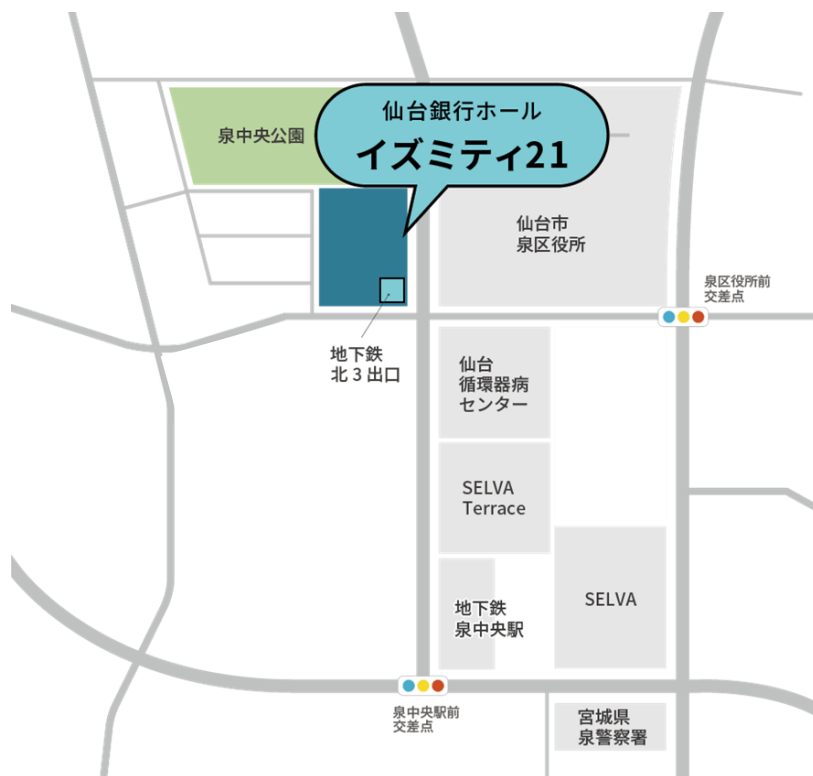 仙台銀行ホール
イズミティ21
泉中央公園
仙台市
泉区役所
泉区役所前
交差点
地下鉄
北3出口
仙台
循環器病
センター
SELVA
Terrace
SELVA
地下鉄
泉中央駅
泉中央駅前
交差点
宮城県
泉警察署